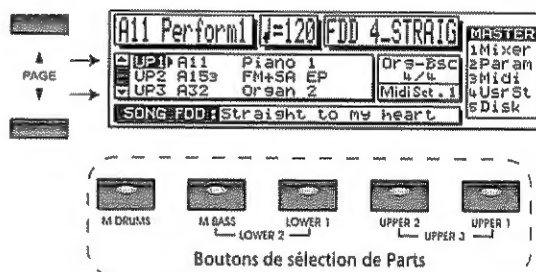 A11 Perform1 ♩=120 FDD 4_STRAIG
MASTER
1Mixer
2Param
3Midi
4UsrSt
5Disk
UP1 A11 Piano 1
UP2 A153 FM+SA EP
UP3 A32 Organ 2
Org-Bsc
4/4
MidiSet.1
SONG FDD: Straight to my heart
PAGE
M DRUMS M BASS LOWER 1 UPPER 2 UPPER 1
LOWER 2 UPPER 3
Boutons de sélection de Parts